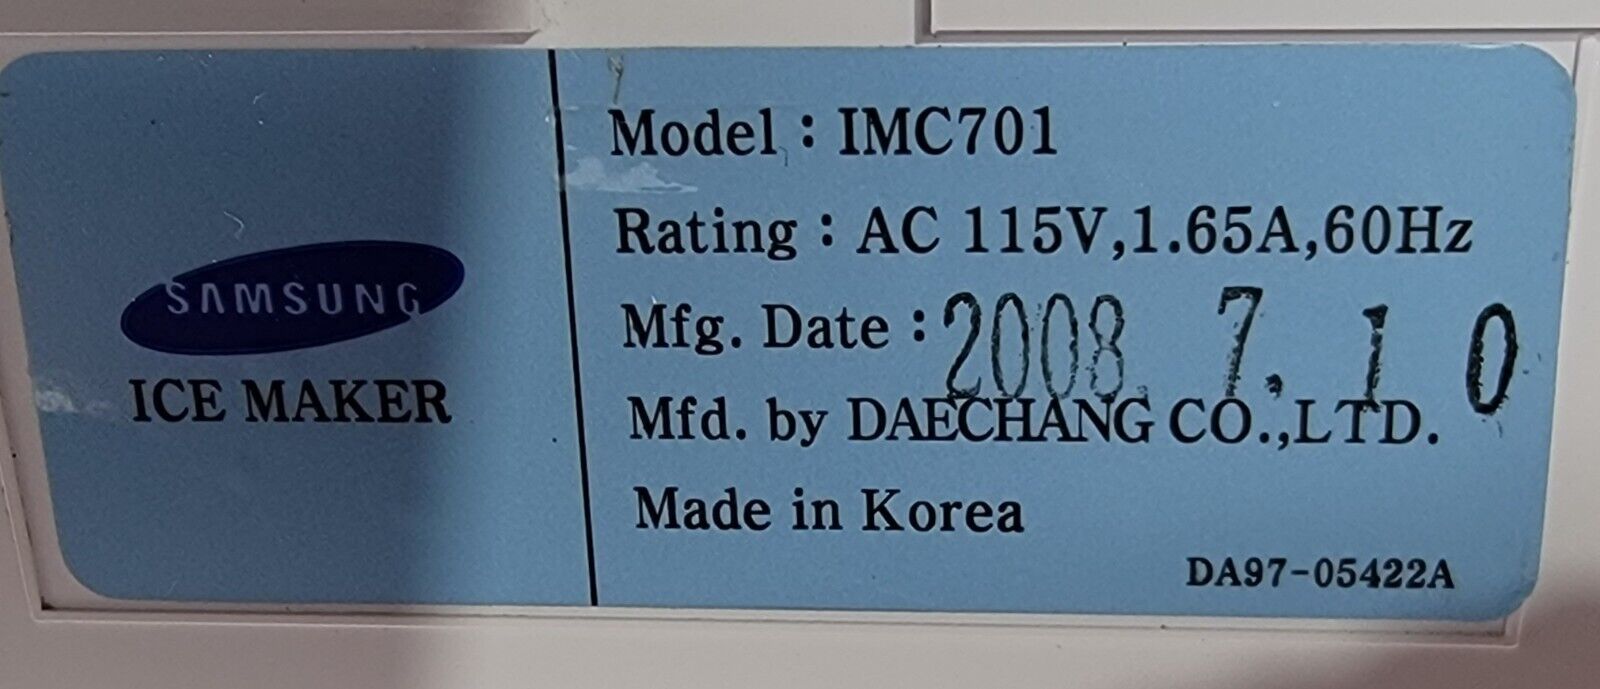 SAMSUNG
ICE MAKER
Model : IMC701
Rating : AC 115V,1.65A,60Hz
Mfg. Date : 2008. 7. 10
Mfd. by DAECHANG CO.,LTD.
Made in Korea
DA97-05422A